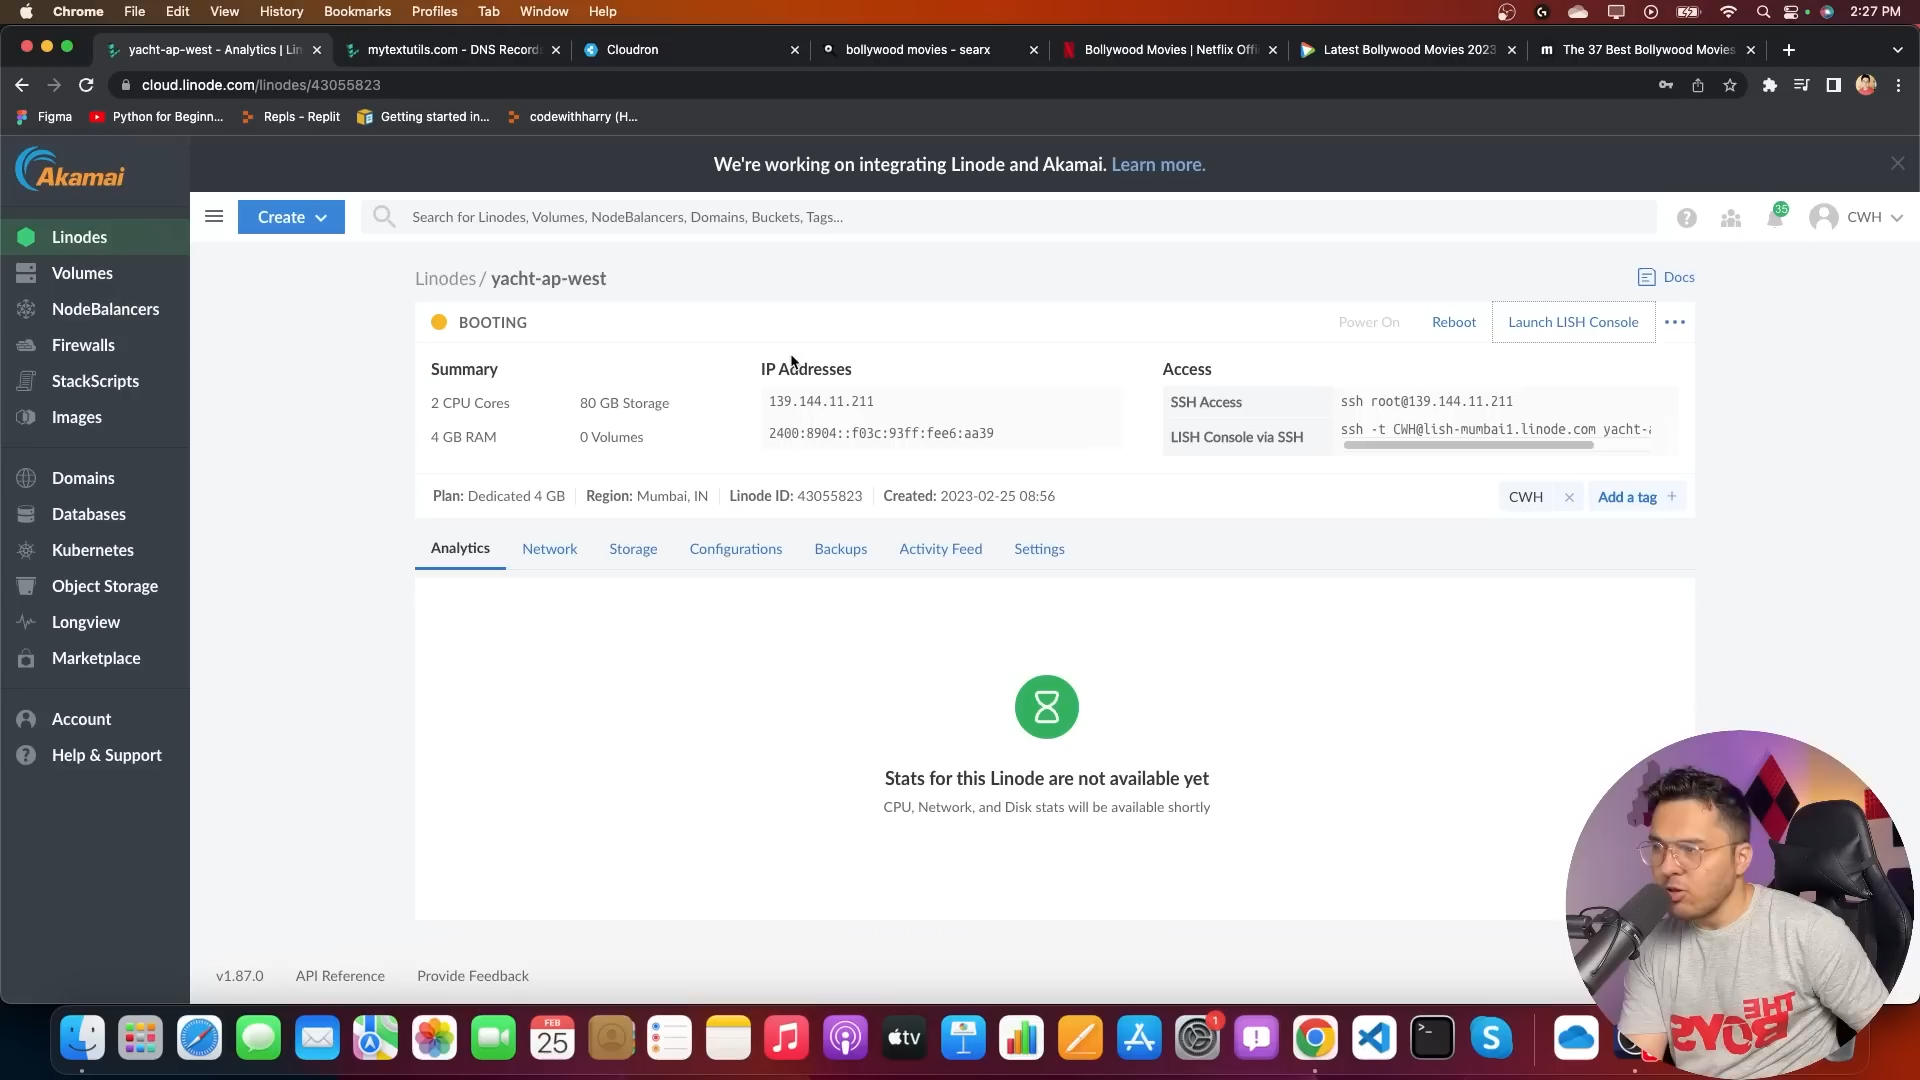 Chrome File Edit View History Bookmarks Profiles Tab Window Help 2:27 PM
yacht-ap-west - Analytics | Lin
mytextutils.com - DNS Record
Cloudron
bollywood movies - searx
Bollywood Movies | Netflix Offi
Latest Bollywood Movies 2023
The 37 Best Bollywood Movies
cloud.linode.com/linodes/43055823
Figma Python for Beginn... Repls - Replit Getting started in... codewithharry (H...
Akamai
We're working on integrating Linode and Akamai. Learn more.
Create
Search for Linodes, Volumes, NodeBalancers, Domains, Buckets, Tags...
35
CWH
Linodes
Volumes
NodeBalancers
Firewalls
StackScripts
Images
Domains
Databases
Kubernetes
Object Storage
Longview
Marketplace
Account
Help & Support
Linodes / yacht-ap-west
Docs
BOOTING
Power On Reboot Launch LISH Console
Summary
2 CPU Cores 80 GB Storage
4 GB RAM 0 Volumes
IP Addresses
139.144.11.211
2400:8904::f03c:93ff:fee6:aa39
Access
SSH Access ssh root@139.144.11.211
LISH Console via SSH ssh -t CWH@lish-mumbai1.linode.com yacht-a
Plan: Dedicated 4 GB Region: Mumbai, IN Linode ID: 43055823 Created: 2023-02-25 08:56
CWH Add a tag +
Analytics Network Storage Configurations Backups Activity Feed Settings
Stats for this Linode are not available yet
CPU, Network, and Disk stats will be available shortly
v1.87.0 API Reference Provide Feedback
THE
BOYS
FEB
25
tv
1